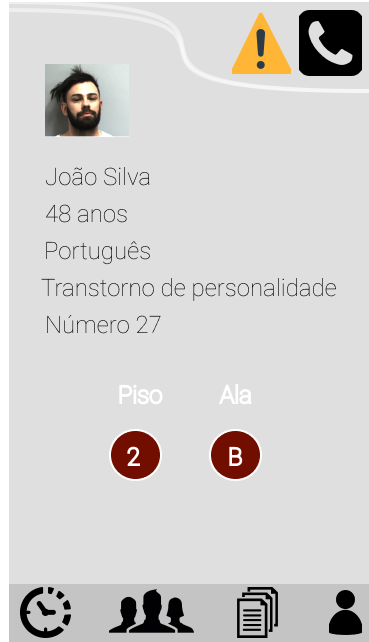 João Silva
48 anos
Português
Transtorno de personalidade
Número 27
Piso Ala
2 B